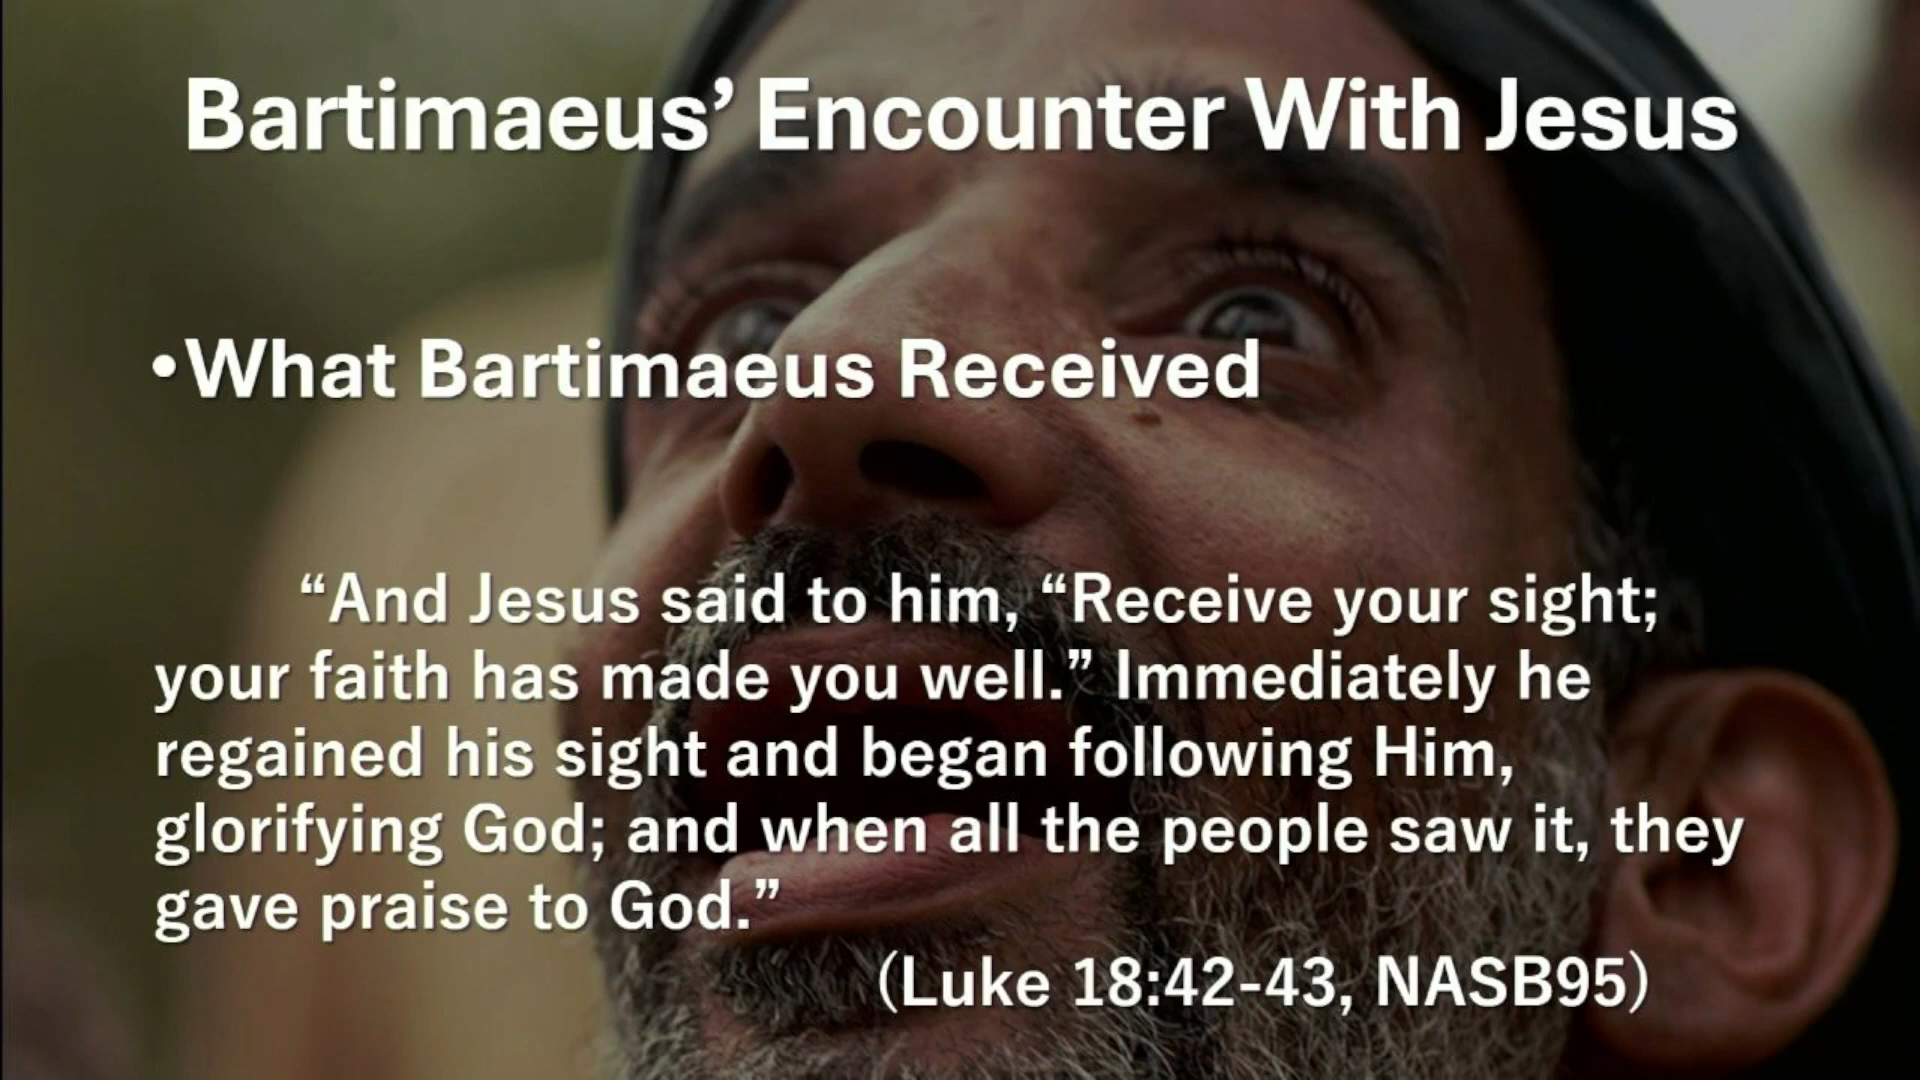 Bartimaeus’ Encounter With Jesus
•What Bartimaeus Received
“And Jesus said to him, “Receive your sight;
your faith has made you well.” Immediately he
regained his sight and began following Him,
glorifying God; and when all the people saw it, they
gave praise to God.”
(Luke 18:42-43, NASB95)